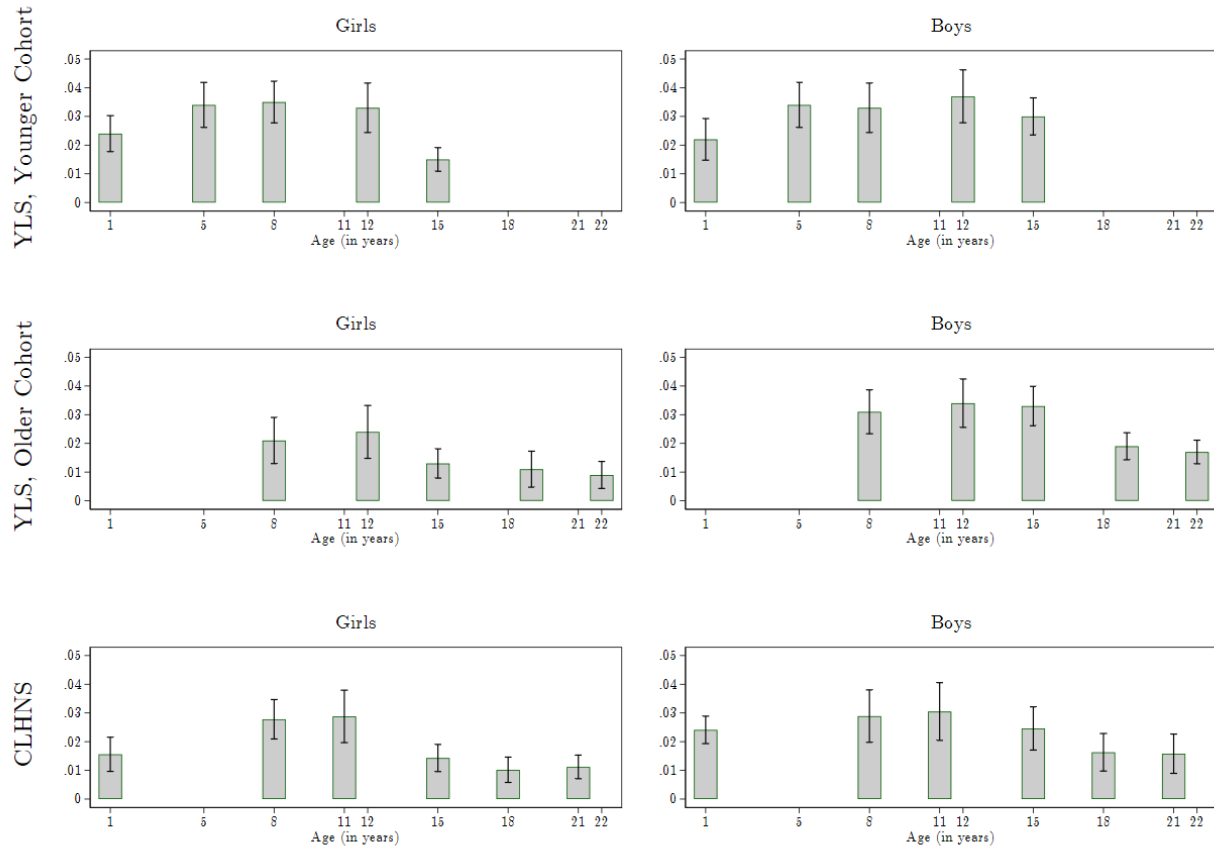 Girls
Boys
YLS, Younger Cohort
.05
.04
.03
.02
.01
0
1 5 8 11 12 15 18 21 22
Age (in years)
.05
.04
.03
.02
.01
0
1 5 8 11 12 15 18 21 22
Age (in years)
Girls
Boys
YLS, Older Cohort
.05
.04
.03
.02
.01
0
1 5 8 11 12 15 18 21 22
Age (in years)
.05
.04
.03
.02
.01
0
1 5 8 11 12 15 18 21 22
Age (in years)
Girls
Boys
CLHNS
.05
.04
.03
.02
.01
0
1 5 8 11 12 15 18 21 22
Age (in years)
.05
.04
.03
.02
.01
0
1 5 8 11 12 15 18 21 22
Age (in years)